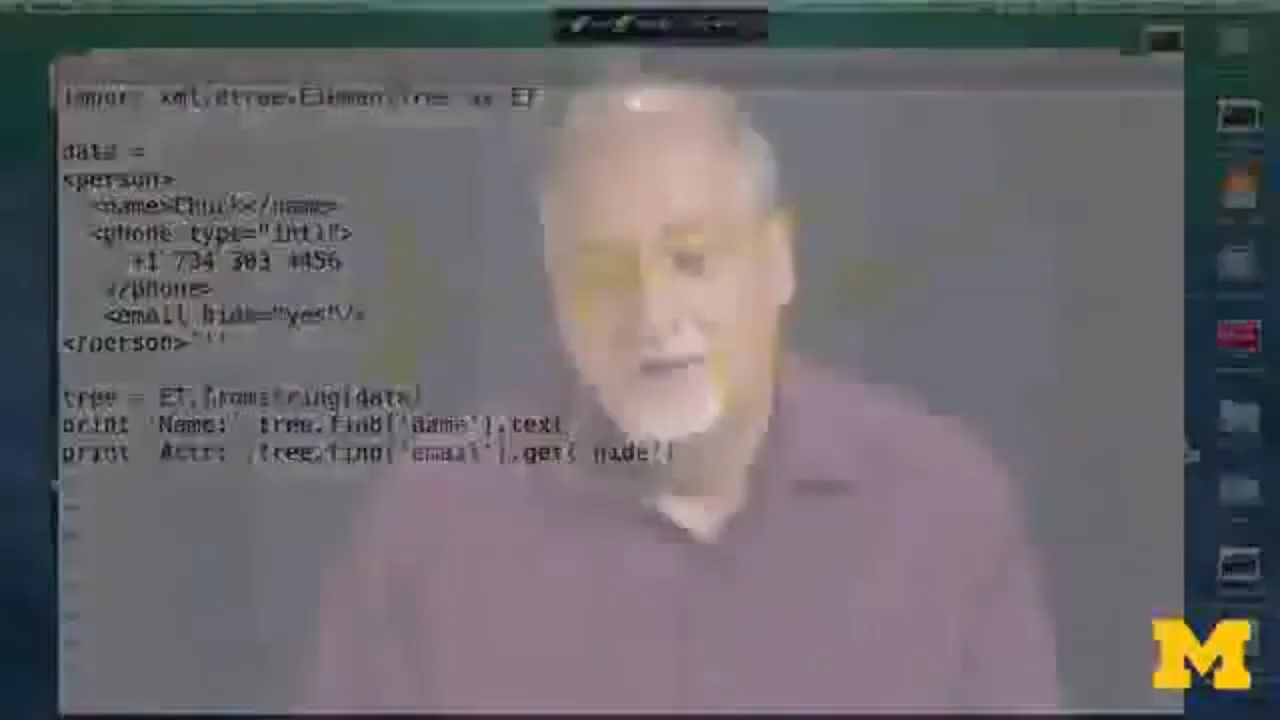 import xml.etree.ElementTree as ET
data = '''
<person>
<name>Chuck</name>
<phone type="intl">
+1 734 303 4456
</phone>
<email hide="yes"/>
</person>'''
tree = ET.fromstring(data)
print 'Name:', tree.find('name').text
print 'Attr:', tree.find('email').get('hide')
M